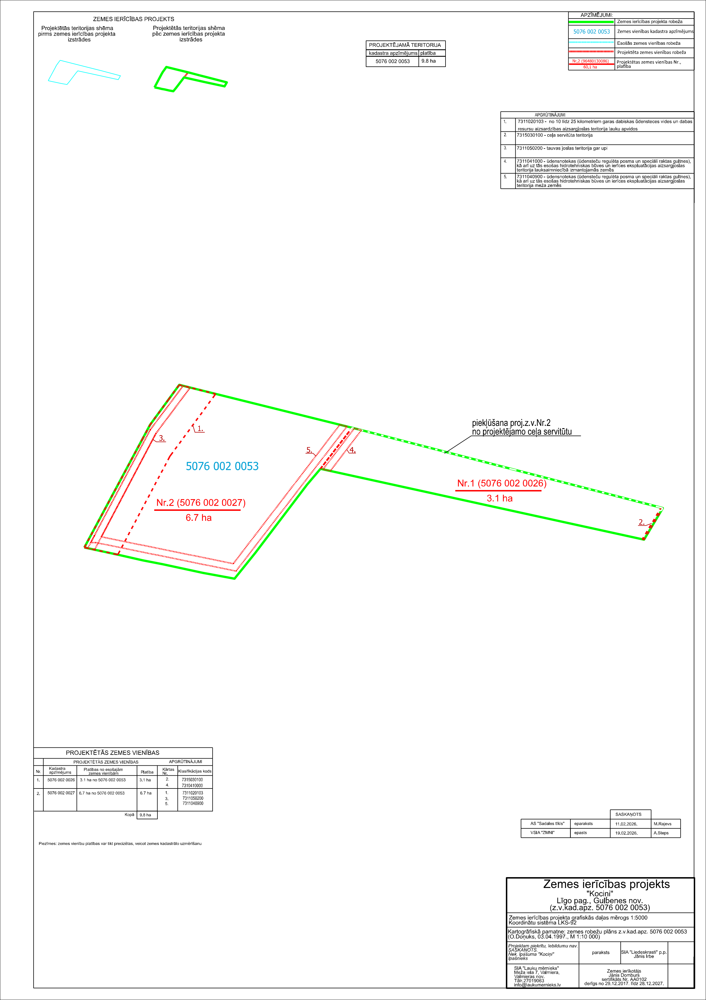 ZEMES IERĪCĪBAS PROJEKTS
Projektētās teritorijas shēma
pirms zemes ierīcības projekta
izstrādes
Projektētās teritorijas shēma
pēc zemes ierīcības projekta
izstrādes
PROJEKTĒJAMĀ TERITORIJA
kadastra apzīmējums platība
5076 002 0053 9.8 ha
APZĪMĒJUMI:
Zemes ierīcības projekta robeža
5076 002 0053 Zemes vienības kadastra apzīmējums
Esošās zemes vienības robeža
Projektēta zemes vienības robeža
Nr.2 (96480130086)
60,1 ha
Projektētas zemes vienības Nr.,
platība
APGRŪTINĀJUMI
1. 7311020103 - no 10 līdz 25 kilometriem garas dabiskas ūdensteces vides un dabas
resursu aizsardzības aizsargjoslas teritorija lauku apvidos
2. 7315030100 - ceļa servitūta teritorija
3. 7311050200 - tauvas joslas teritorija gar upi
4. 7311041000 - ūdensnotekas (ūdensteču regulēta posma un speciāli raktas gultnes),
kā arī uz tās esošas hidrotehniskas būves un ierīces ekspluatācijas aizsargjoslas
teritorija lauksaimniecībā izmantojamās zemēs
5. 7311040900 - ūdensnotekas (ūdensteču regulēta posma un speciāli raktas gultnes),
kā arī uz tās esošas hidrotehniskas būves un ierīces ekspluatācijas aizsargjoslas
teritorija meža zemēs
piekļūšana proj.z.v.Nr.2
no projektējamo ceļa servitūtu
1.
3.
5.
4.
5076 002 0053
Nr.1 (5076 002 0026)
3.1 ha
Nr.2 (5076 002 0027)
6.7 ha
2.
PROJEKTĒTĀS ZEMES VIENĪBAS
PROJEKTĒTĀS ZEMES VIENĪBAS APGRŪTINĀJUMI
Nr. Kadastra
apzīmējums
Platības no esošajām
zemes vienībām
Platība
Kārtas
Nr.
Klasifikācijas kods
1. 5076 002 0026 3.1 ha no 5076 002 0053 3.1 ha 2. 7315030100
4. 7310410000
2. 5076 002 0027 6.7 ha no 5076 002 0053 6.7 ha 1. 7311020103
3. 7311050200
5. 7311040900
Kopā 9.8 ha
Piezīmes: zemes vienību platības var tikt precizētas, veicot zemes kadastrālo uzmērīšanu
SASKAŅOTS
AS "Sadales tīkls" eparaksts 11.02.2026. M.Rajevs
VSIA "ZMNI" epasts 19.02.2026. A.Steps
Zemes ierīcības projekts
"Kociņi"
Līgo pag., Gulbenes nov.
(z.v.kad.apz. 5076 002 0053)
Zemes ierīcības projekta grafiskās daļas mērogs 1:5000
Koordinātu sistēma LKS-92
Kartogrāfiskā pamatne: zemes robežu plāns z.v.kad.apz. 5076 002 0053
(O.Doņuks, 03.04.1997., M 1:10 000)
Projektam piekrītu, iebildumu nav.
SASKAŅOTS.
Nek. īpašuma "Kociņi"
īpašnieks
paraksts
SIA "Liedeskrasti" p.p.
Jānis Irbe
SIA "Lauku mērnieks"
Meža iela 7, Valmiera,
Valmieras nov.
Tālr.27019063
info@laukumernieks.lv
Zemes ierīkotājs
Jānis Domburs
sertifikāts Nr. AA0102
derīgs no 29.12.2017. līdz 28.12.2027.